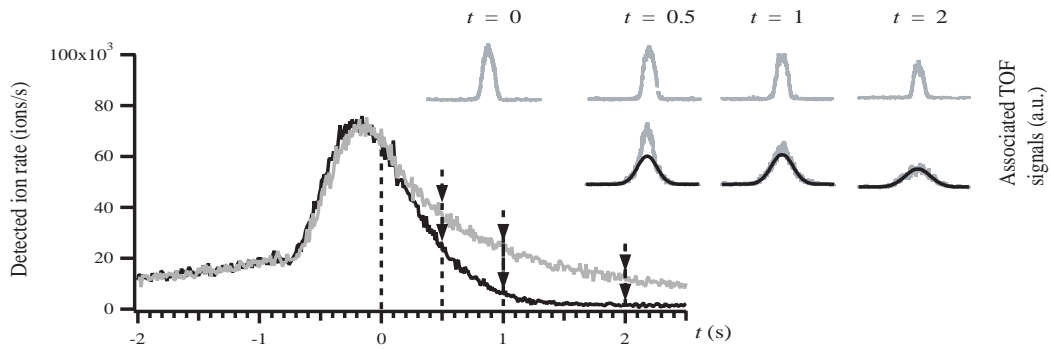 t = 0 t = 0.5 t = 1 t = 2
100x10³
80
60
40
20
0
Detected ion rate (ions/s)
-2 -1 0 1 2 t (s)
Associated TOF
signals (a.u.)